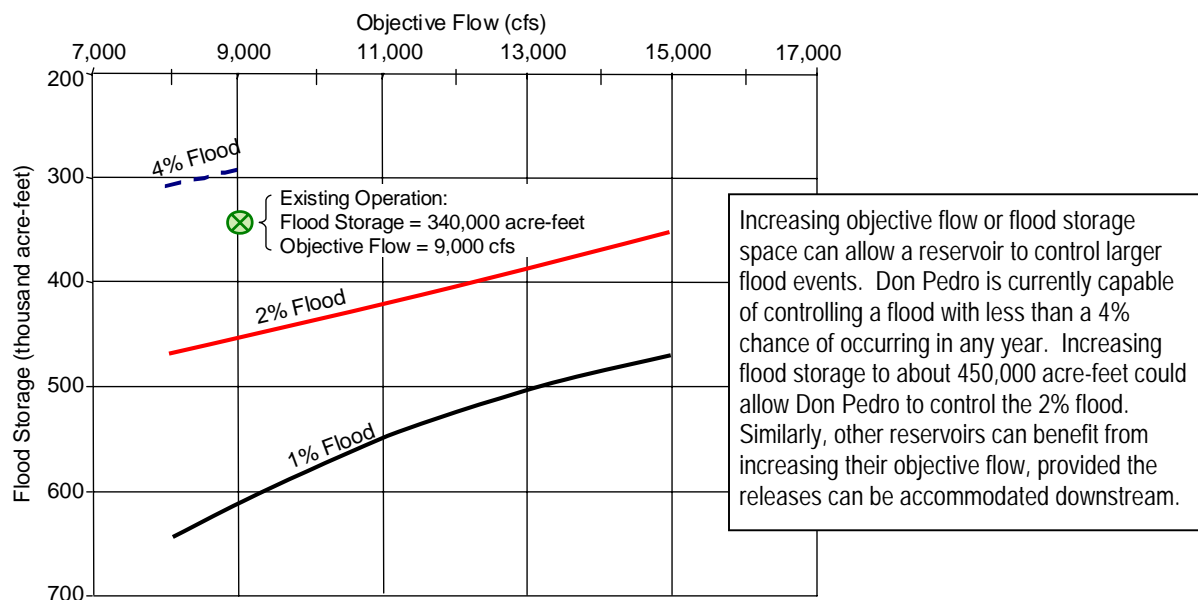 Objective Flow (cfs)
7,000 9,000 11,000 13,000 15,000 17,000
200
300
400
500
600
700
Flood Storage (thousand acre-feet)
4% Flood
Existing Operation:
Flood Storage = 340,000 acre-feet
Objective Flow = 9,000 cfs
2% Flood
1% Flood
Increasing objective flow or flood storage
space can allow a reservoir to control larger
flood events. Don Pedro is currently capable
of controlling a flood with less than a 4%
chance of occurring in any year. Increasing
flood storage to about 450,000 acre-feet could
allow Don Pedro to control the 2% flood.
Similarly, other reservoirs can benefit from
increasing their objective flow, provided the
releases can be accommodated downstream.